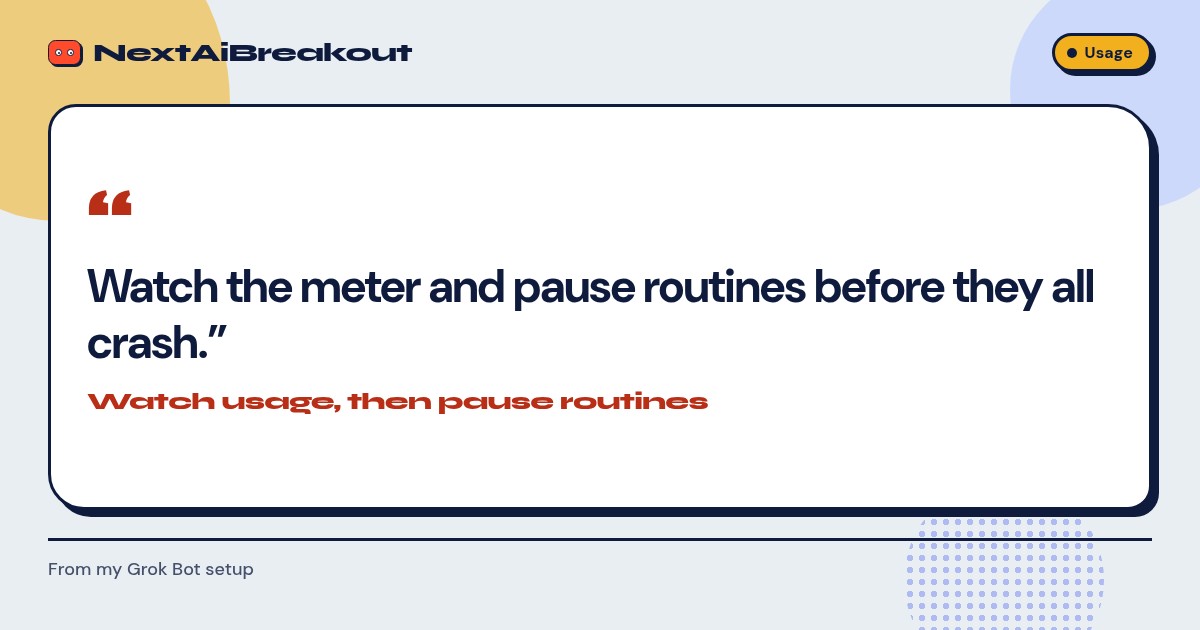 NextAiBreakout
Usage
“
Watch the meter and pause routines before they all
crash.”
Watch usage, then pause routines
From my Grok Bot setup